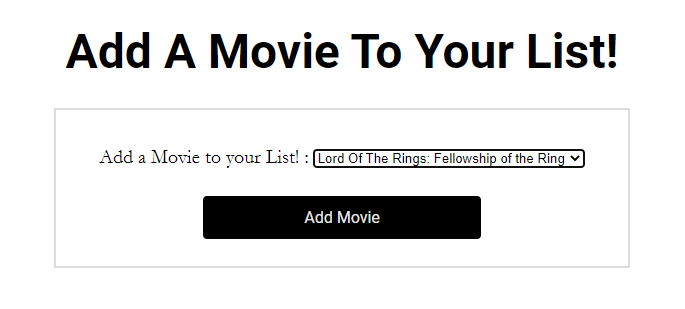 Add A Movie To Your List!
Add a Movie to your List! : Lord Of The Rings: Fellowship of the Ring
Add Movie